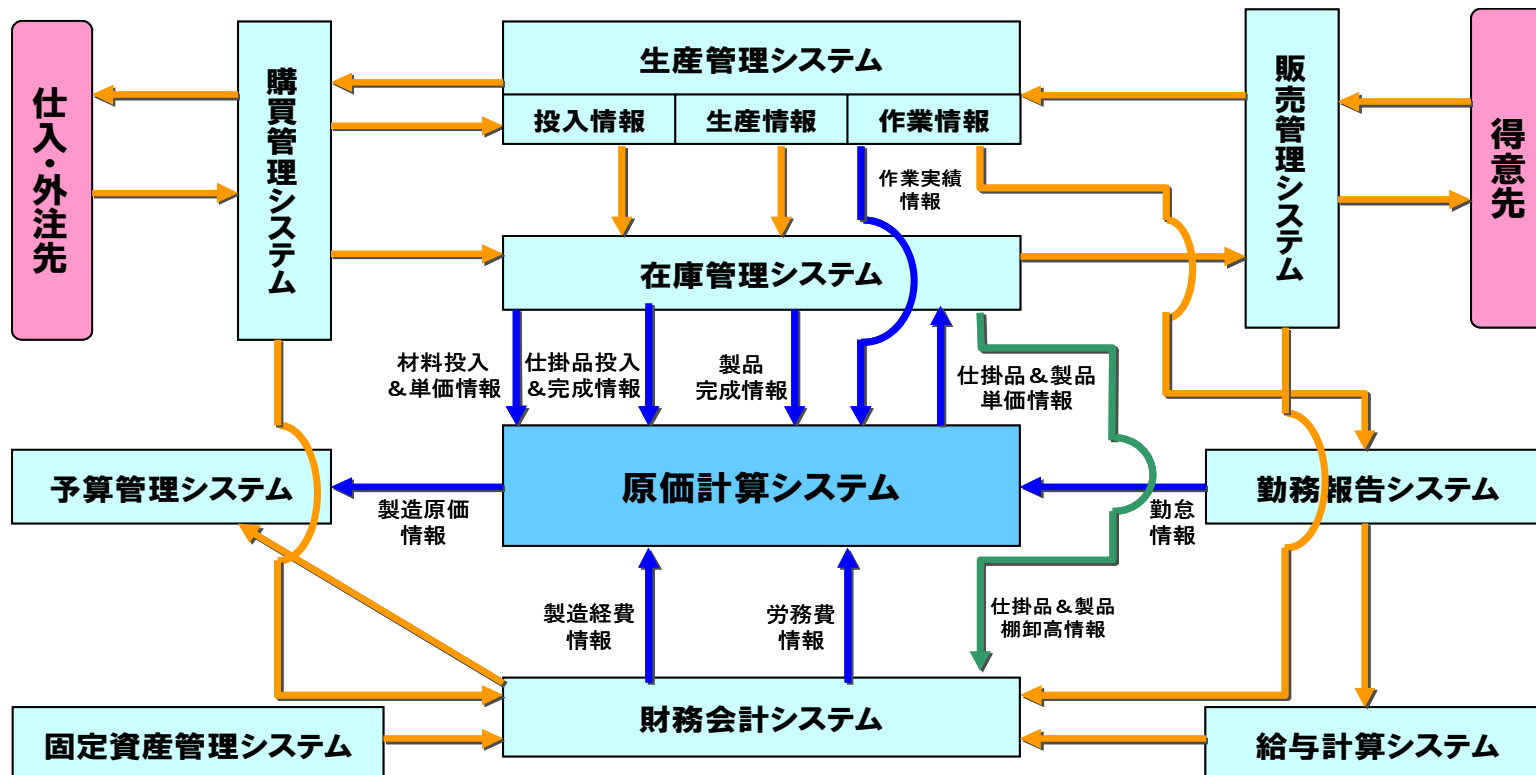 仕入・外注先
購買管理システム
生産管理システム
投入情報
生産情報
作業情報
販売管理システム
得意先
作業実績
情報
在庫管理システム
材料投入
&単価情報
仕掛品投入
&完成情報
製品
完成情報
仕掛品&製品
単価情報
予算管理システム
製造原価
情報
原価計算システム
勤怠
情報
勤務報告システム
製造経費
情報
労務費
情報
仕掛品&製品
棚卸高情報
固定資産管理システム
財務会計システム
給与計算システム